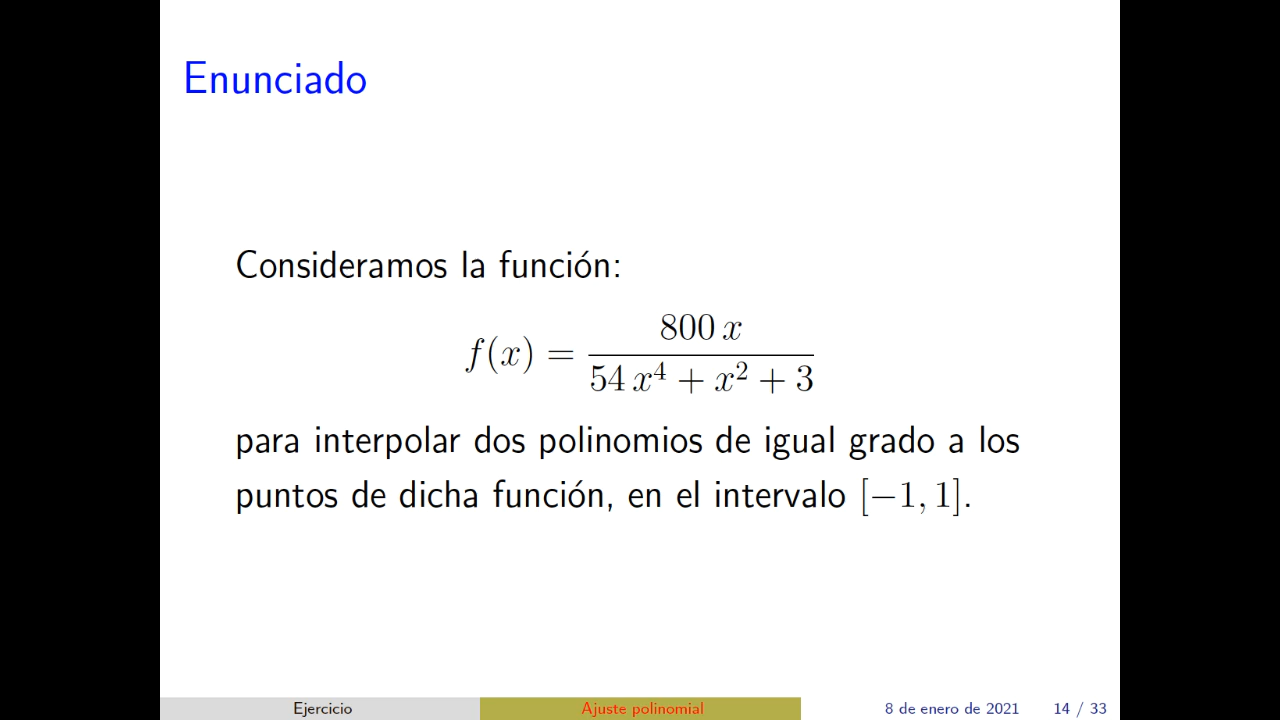 Enunciado
Consideramos la función:
f(x) = \frac{800 x}{54 x^4 + x^2 + 3}
para interpolar dos polinomios de igual grado a los
puntos de dicha función, en el intervalo [−1, 1].
Ejercicio Ajuste polinomial 8 de enero de 2021 14 / 33